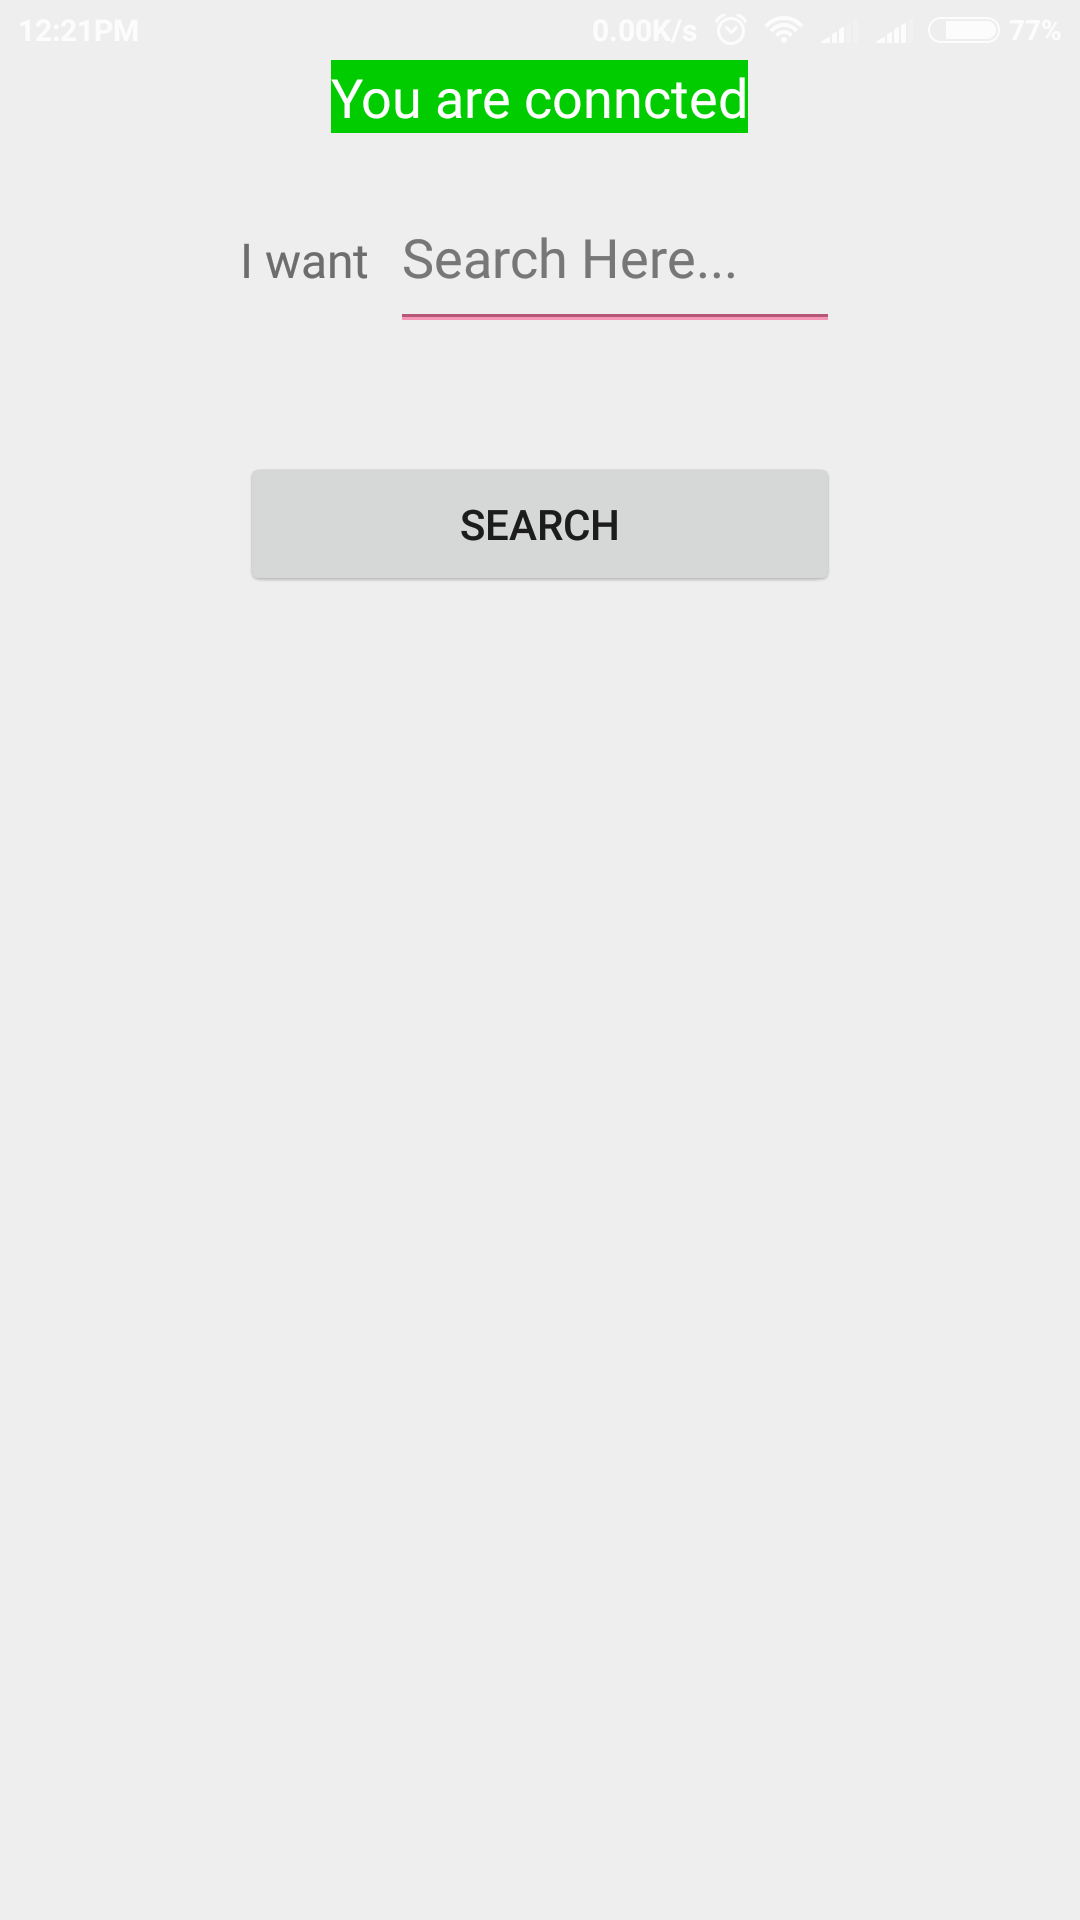 12:21PM 0.00K/s 77%
You are conncted
I want Search Here...
SEARCH